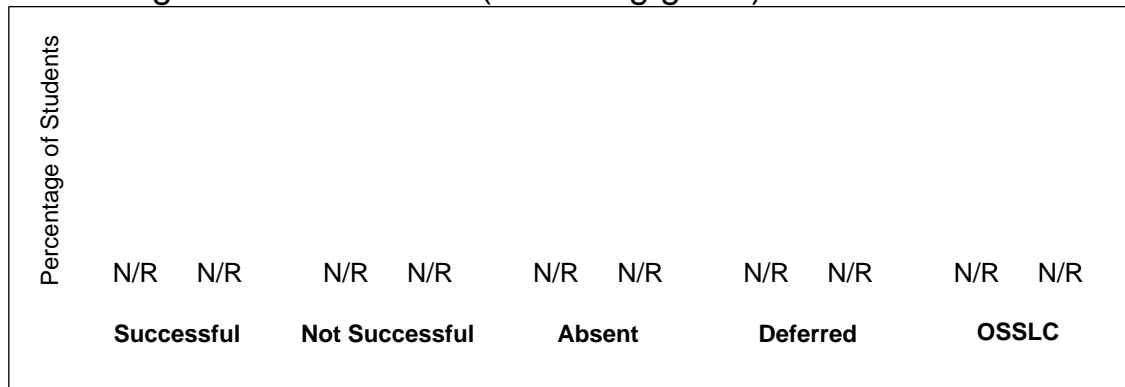 Percentage of Students
N/R N/R N/R N/R N/R N/R N/R N/R N/R N/R
Successful Not Successful Absent Deferred OSSLC